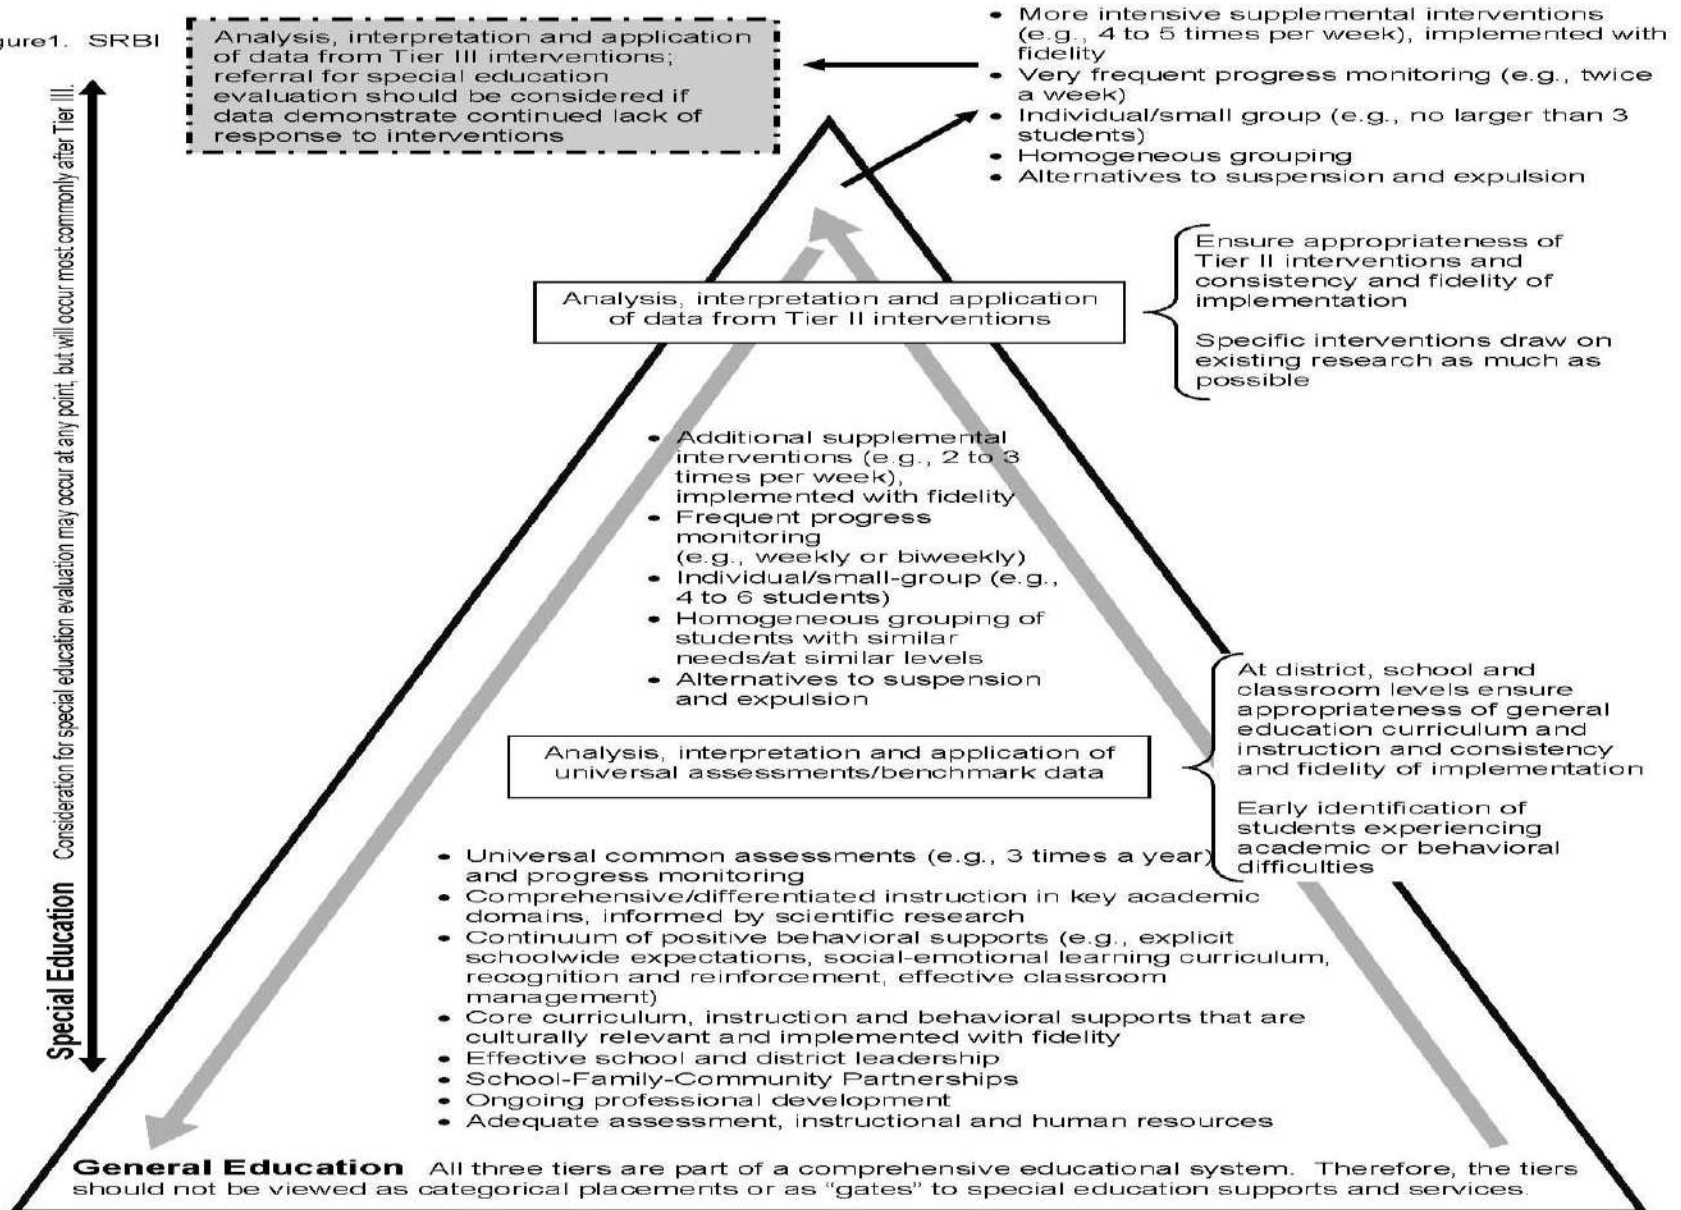 gure1. SRBI
Analysis, interpretation and application
of data from Tier III interventions;
referral for special education
evaluation should be considered if
data demonstrate continued lack of
response to interventions
• More intensive supplemental interventions
(e.g., 4 to 5 times per week), implemented with
fidelity
• Very frequent progress monitoring (e.g., twice
a week)
• Individual/small group (e.g., no larger than 3
students)
• Homogeneous grouping
• Alternatives to suspension and expulsion
Special Education Consideration for special education evaluation may occur at any point, but will occur most commonly after Tier III.
Analysis, interpretation and application
of data from Tier II interventions
Ensure appropriateness of
Tier II interventions and
consistency and fidelity of
implementation
Specific interventions draw on
existing research as much as
possible
• Additional supplemental
interventions (e.g., 2 to 3
times per week),
implemented with fidelity
• Frequent progress
monitoring
(e.g., weekly or biweekly)
• Individual/small-group (e.g.,
4 to 6 students)
• Homogeneous grouping of
students with similar
needs/at similar levels
• Alternatives to suspension
and expulsion
Analysis, interpretation and application of
universal assessments/benchmark data
At district, school and
classroom levels ensure
appropriateness of general
education curriculum and
instruction and consistency
and fidelity of implementation
Early identification of
students experiencing
academic or behavioral
difficulties
• Universal common assessments (e.g., 3 times a year)
and progress monitoring
• Comprehensive/differentiated instruction in key academic
domains, informed by scientific research
• Continuum of positive behavioral supports (e.g., explicit
schoolwide expectations, social-emotional learning curriculum,
recognition and reinforcement, effective classroom
management)
• Core curriculum, instruction and behavioral supports that are
culturally relevant and implemented with fidelity
• Effective school and district leadership
• School-Family-Community Partnerships
• Ongoing professional development
• Adequate assessment, instructional and human resources
General Education All three tiers are part of a comprehensive educational system. Therefore, the tiers
should not be viewed as categorical placements or as “gates” to special education supports and services.